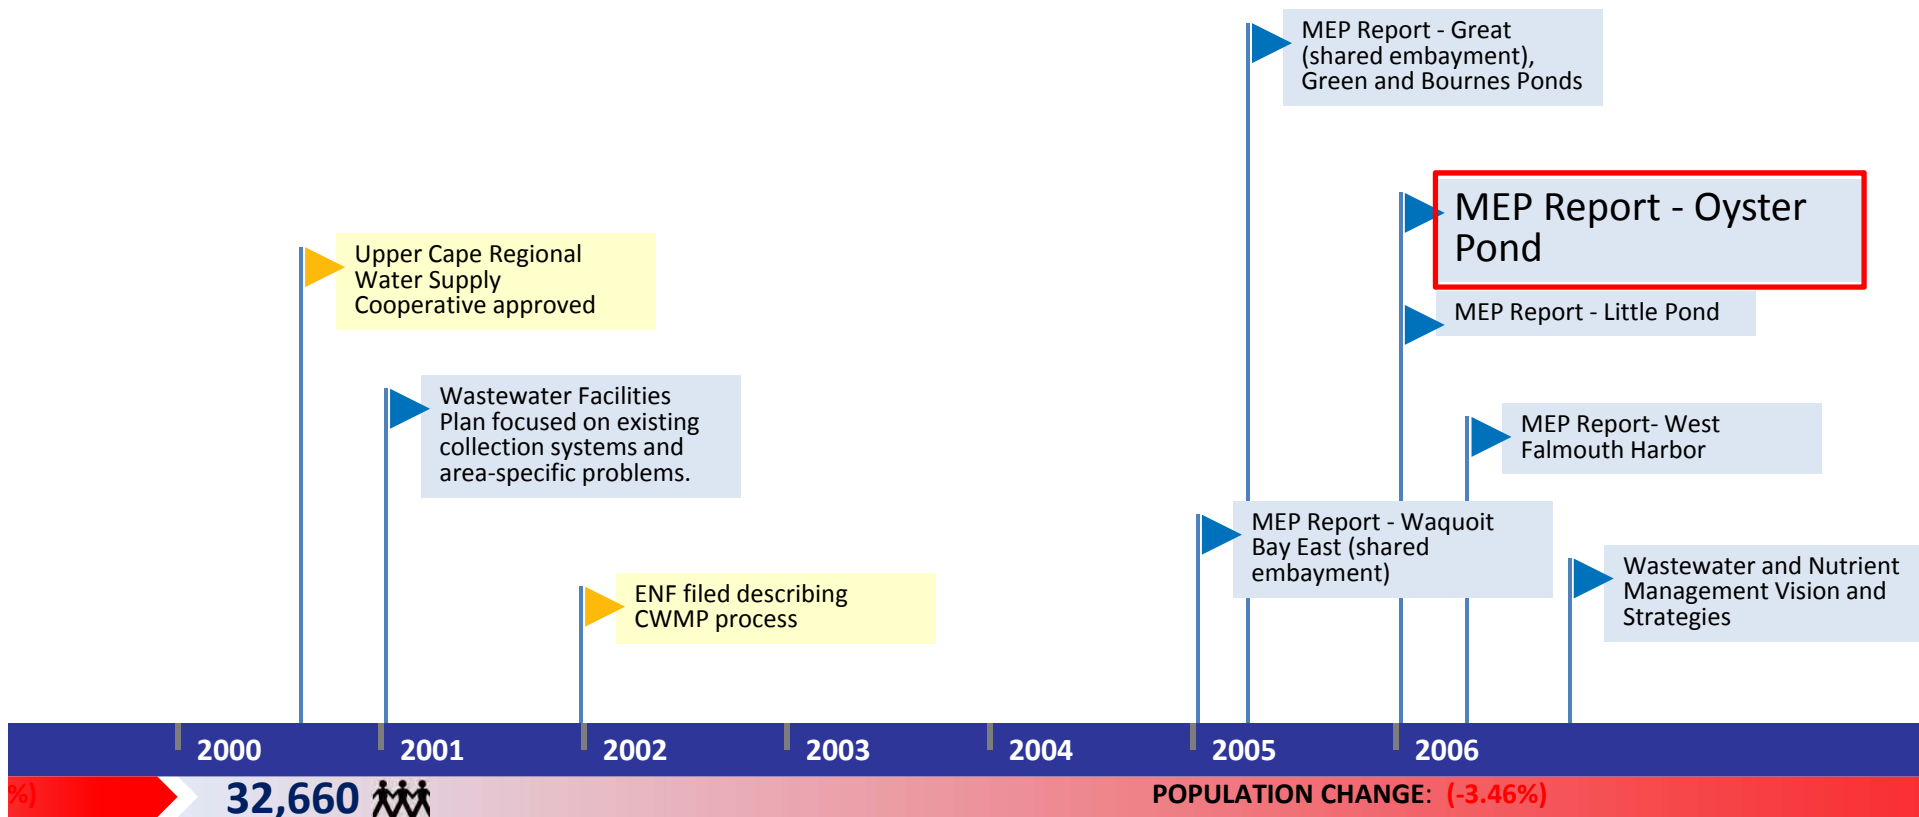 MEP Report - Great
(shared embayment),
Green and Bournes Ponds
MEP Report - Oyster
Pond
Upper Cape Regional
Water Supply
Cooperative approved
MEP Report - Little Pond
Wastewater Facilities
Plan focused on existing
collection systems and
area-specific problems.
MEP Report- West
Falmouth Harbor
MEP Report - Waquoit
Bay East (shared
embayment)
Wastewater and Nutrient
Management Vision and
Strategies
ENF filed describing
CWMP process
2000 2001 2002 2003 2004 2005 2006
%) 32,660 POPULATION CHANGE: (-3.46%)